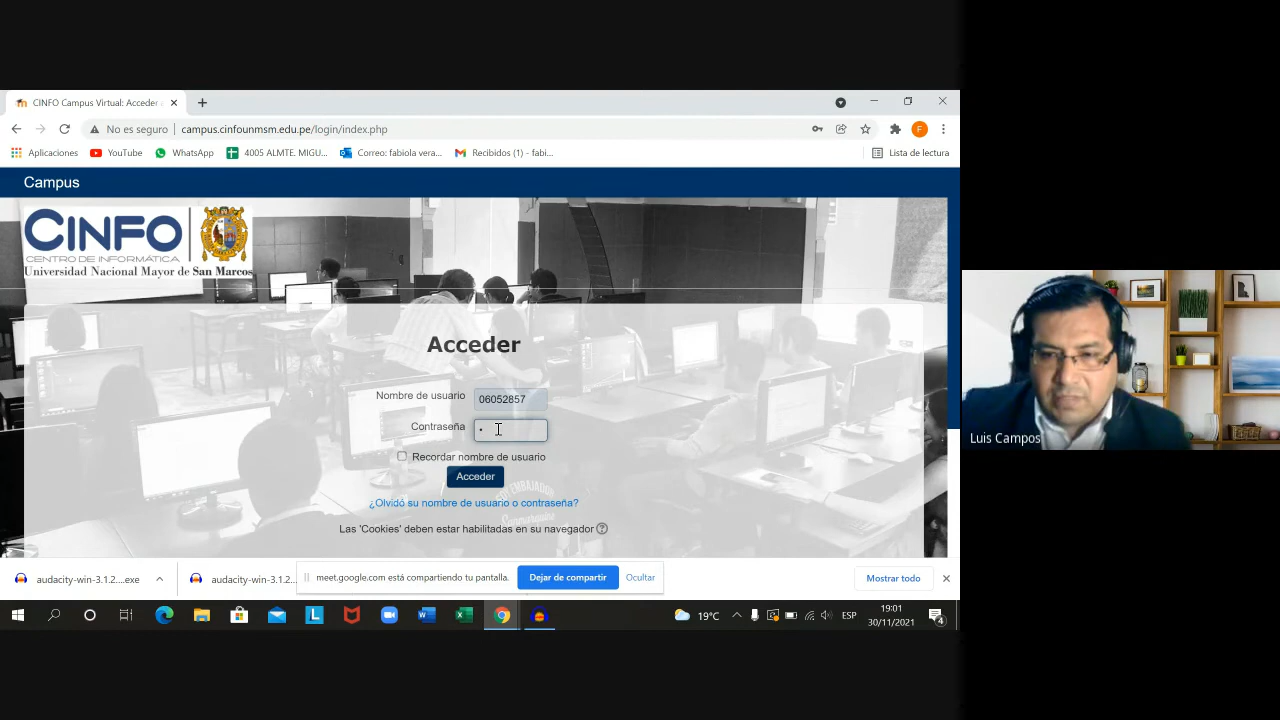 CINFO Campus Virtual: Acceder
No es seguro
campus.cinfounmsm.edu.pe/login/index.php
F
Aplicaciones
YouTube
WhatsApp
4005 ALMTE. MIGU...
Correo: fabiola vera...
Recibidos (1) - fabi...
Lista de lectura
Campus
CINFO
CENTRO DE INFORMÁTICA
Universidad Nacional Mayor de San Marcos
Acceder
Nombre de usuario 06052857
Contraseña
Recordar nombre de usuario
Acceder
¿Olvidó su nombre de usuario o contraseña?
Las 'Cookies' deben estar habilitadas en su navegador
Luis Campos
audacity-win-3.1.2....exe
audacity-win-3.1.2...
meet.google.com está compartiendo tu pantalla.
Dejar de compartir
Ocultar
Mostrar todo
19°C
ESP
19:01
30/11/2021
4